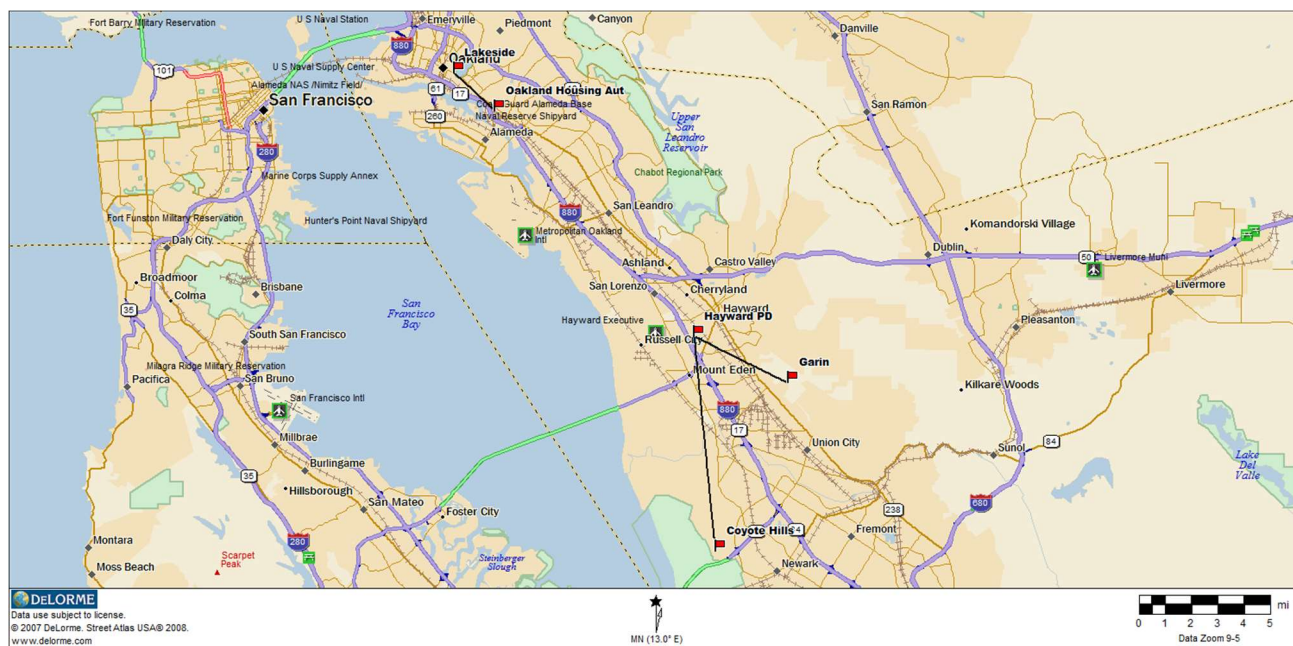 Fort Barry Military Reservation
U S Naval Station
Emeryville
Piedmont
Canyon
Danville
101
880
Lakeside
Oakland
U S Naval Supply Center
Alameda NAS /Nimitz Field/
San Francisco
61
17
Oakland Housing Aut
Guard Alameda Base
Naval Reserve Shipyard
260
Alameda
San Ramon
Upper
San
Leandro
Reservoir
280
Marine Corps Supply Annex
Chabot Regional Park
Fort Funston Military Reservation
Hunter's Point Naval Shipyard
880
San Leandro
Komandorski Village
Daly City
Metropolitan Oakland
Intl
Dublin
50
Livermore Muni
Broadmoor
Colma
Brisbane
Ashland
Castro Valley
San Lorenzo
Cherryland
Livermore
35
San
Francisco
Bay
Hayward Executive
Hayward
Hayward PD
Pleasanton
South San Francisco
Russell City
Milagra Ridge Military Reservation
Garin
Pacifica
San Bruno
Mount Eden
Kilkare Woods
San Francisco Intl
880
17
Millbrae
Union City
84
Sunol
Burlingame
35
Lake
Del
Valle
Hillsborough
San Mateo
Foster City
238
680
Coyote Hills
Fremont
Montara
280
Scarpet
Peak
Steinberger
Slough
Moss Beach
Newark
DELORME
Data use subject to license.
© 2007 DeLorme. Street Atlas USA® 2008.
www.delorme.com
MN (13.0° E)
mi
0 1 2 3 4 5
Data Zoom 9-5